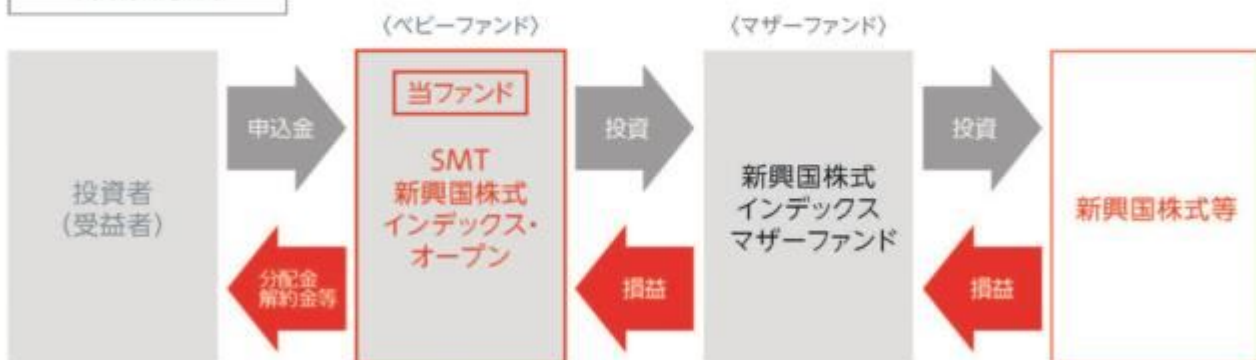 〈ベビーファンド〉
〈マザーファンド〉
投資者
(受益者)
申込金
分配金
解約金等
当ファンド
SMT
新興国株式
インデックス・
オープン
投資
損益
新興国株式
インデックス
マザーファンド
投資
損益
新興国株式等